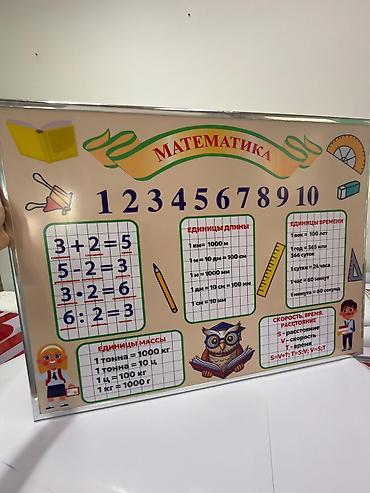 МАТЕМАТИКА
1 2 3 4 5 6 7 8 9 10
3+2=5
5-2=3
3·2=6
6:2=3
ЕДИНИЦЫ ДЛИНЫ
1 км= 1000 м
1 м = 10 дм = 100 см
1 м = 1000 мм
1 дм = 10 см = 100 мм
1 см = 10 мм
ЕДИНИЦЫ ВРЕМЕНИ
1 век = 100 лет
1 год = 365 или
366 суток
1 сутки = 24 часа
1 час = 60 минут
1 минута = 60 секунд
ЕДИНИЦЫ МАССЫ
1 тонна = 1000 кг
1 тонна = 10 ц
1 ц = 100 кг
1 кг = 1000 г
СКОРОСТЬ, ВРЕМЯ,
РАССТОЯНИЕ
S - расстояние
V - скорость
T - время
S=V*T; T=S:V; V=S:T